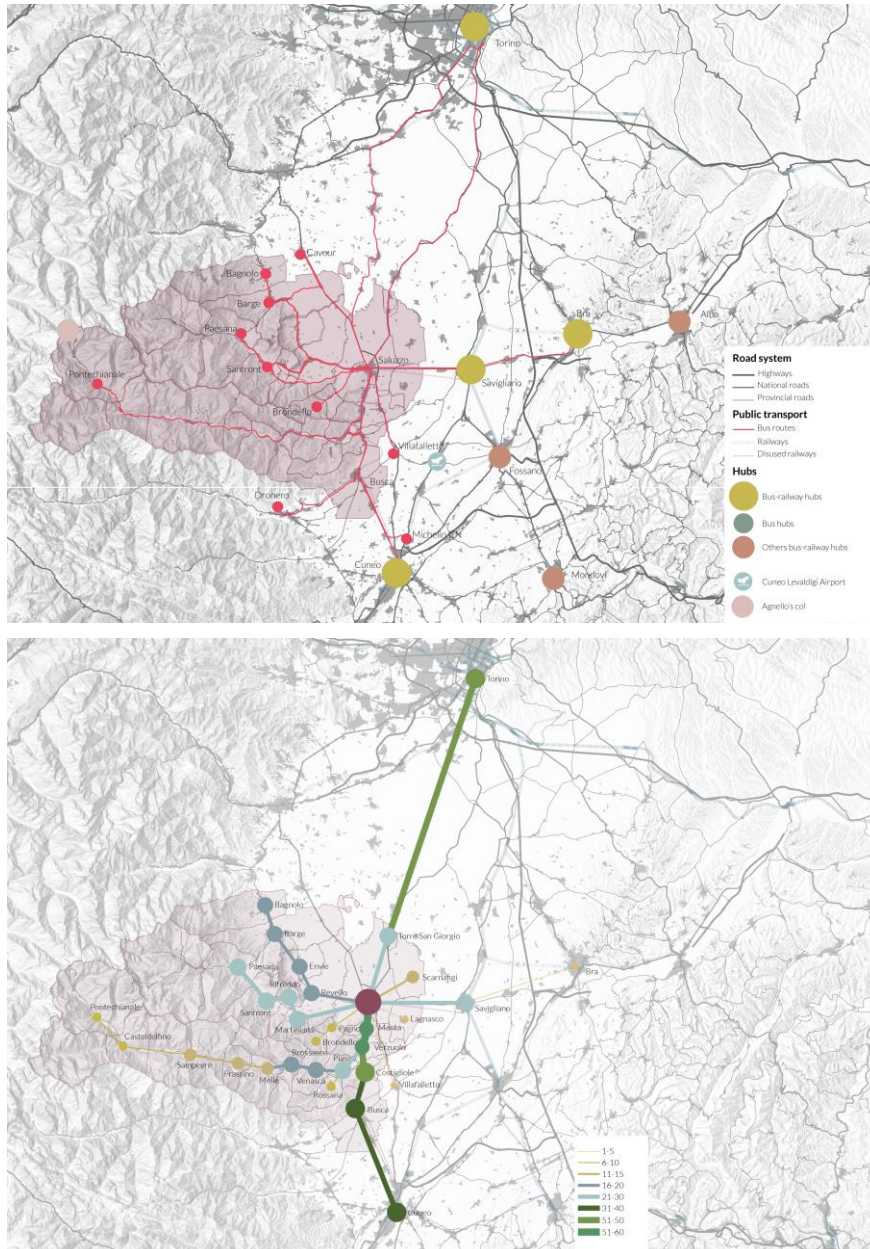 Torino
Cavour
Bagnolo
Barge
Paesana
Bra
Alba
Sanfront
Saluzzo
Savigliano
Pontechianale
Brondello
Villafalletto
Fossano
Busca
Dronero
Michelin CN
Cuneo
Mondovì
Road system
Highways
National roads
Provincial roads
Public transport
Bus routes
Railways
Disused railways
Hubs
Bus-railway hubs
Bus hubs
Others bus-railway hubs
Cuneo Levaldigi Airport
Agnello's col
Torino
Bagnolo
Barge
Torre San Giorgio
Paesana
Envie
Scarnafigi
Bra
Rifreddo
Revello
Sanfront
Savigliano
Pontechianale
Martiniana
Pagno
Manta
Lagnasco
Casteldelfino
Brondello
Verzuolo
Sampeyre
Brossasco
Piasco
Frassino
Melle
Venasca
Costigliole
Rossana
Villafalletto
Busca
Cuneo
1-5
6-10
11-15
16-20
21-30
31-40
51-50
51-60